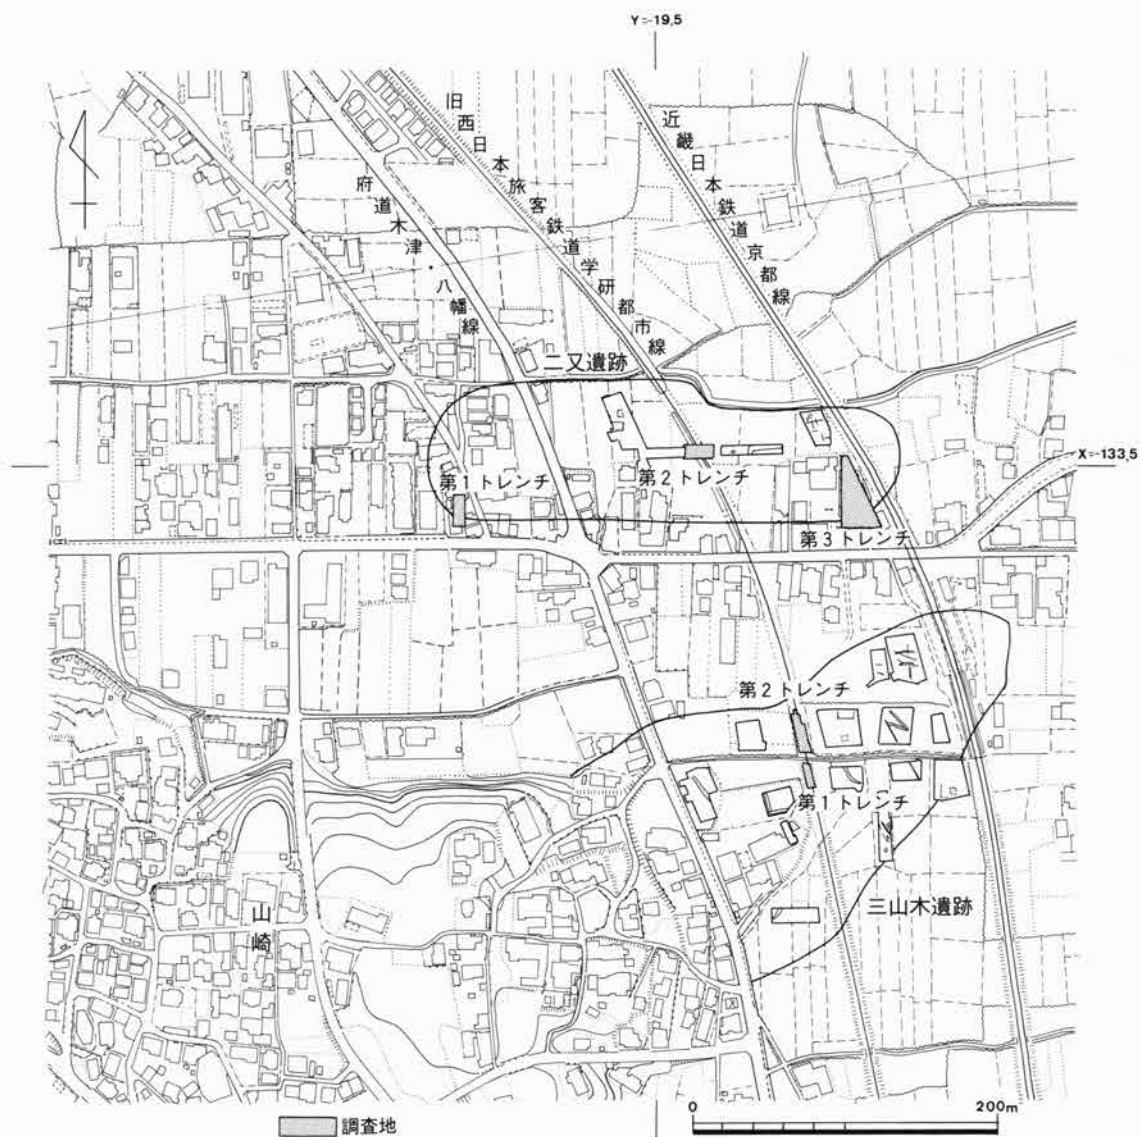 Y=-19,5
旧西日本旅客鉄道学研都市線
近畿日本鉄道京都線
府道木津・八幡線
二又遺跡
X=-133,5
第1トレンチ
第2トレンチ
第3トレンチ
第2トレンチ
第1トレンチ
三山木遺跡
山崎
調査地
0
200m